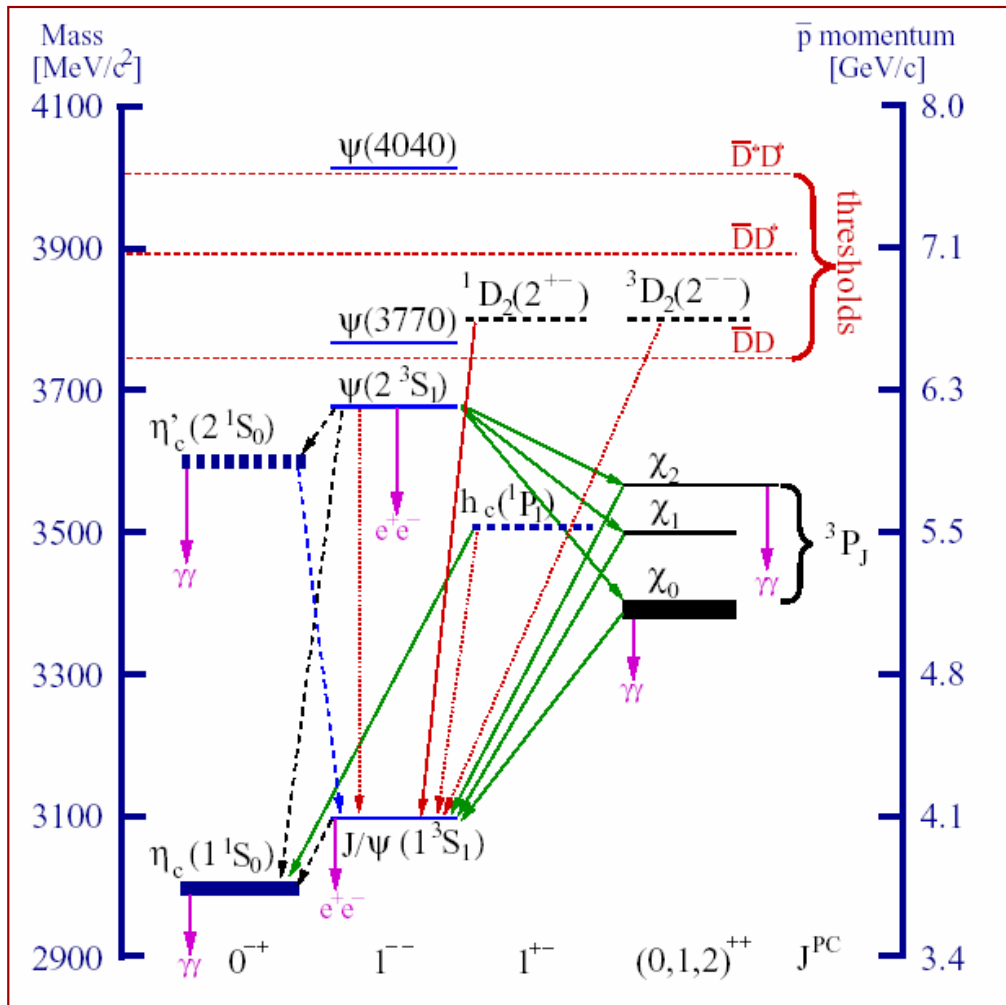 Mass
[MeV/c²]
p̅ momentum
[GeV/c]
4100
8.0
ψ(4040)
D̅*D*
3900
D̅D*
7.1
thresholds
¹D₂(2⁺⁻)
³D₂(2⁻⁻)
ψ(3770)
D̅D
3700
ψ(2 ³S₁)
6.3
η'c(2 ¹S₀)
χ₂
hc(¹P₁)
χ₁
3500
e⁺e⁻
5.5
³PJ
γγ
γγ
χ₀
3300
γγ
4.8
3100
4.1
J/ψ (1³S₁)
ηc(1 ¹S₀)
e⁺e⁻
2900
γγ
0⁻⁺
1⁻⁻
1⁺⁻
(0,1,2)⁺⁺
J^PC
3.4